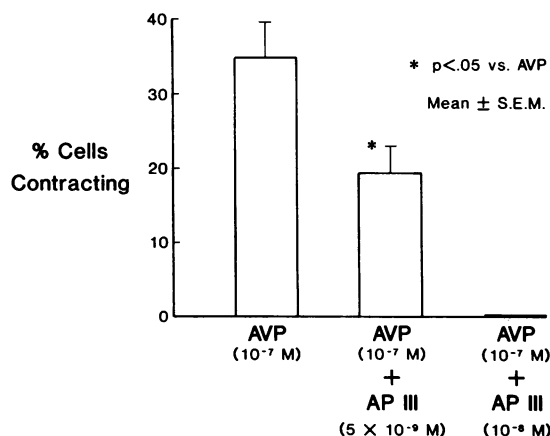 40
30
20
10
0
% Cells
Contracting
* p<.05 vs. AVP
Mean ± S.E.M.
*
AVP
(10⁻⁷ M)
AVP
(10⁻⁷ M)
+
AP III
(5 × 10⁻⁹ M)
AVP
(10⁻⁷ M)
+
AP III
(10⁻⁸ M)